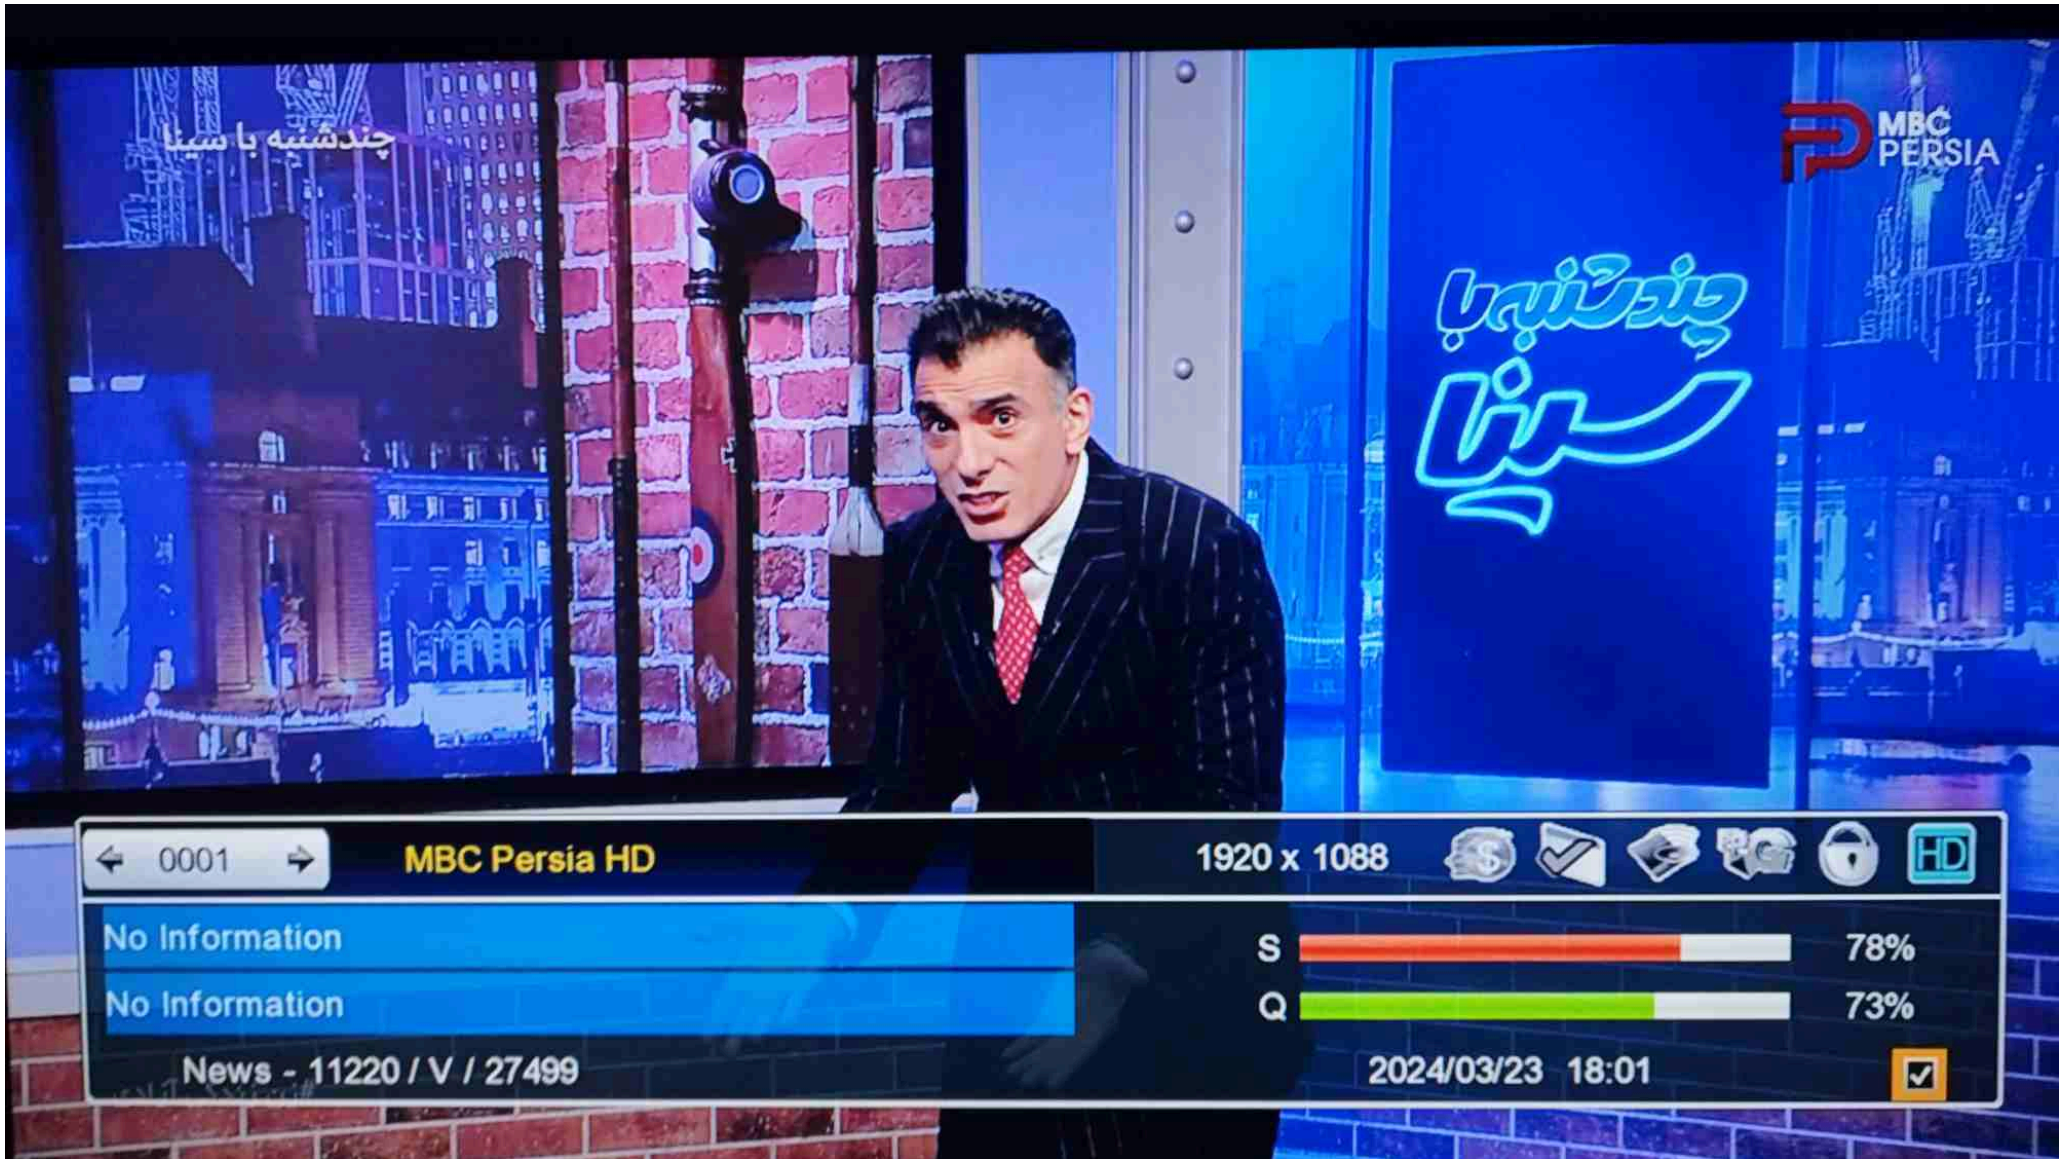 چندشنبه با سینا
MBC
PERSIA
چندشنبه با
سینا
0001
MBC Persia HD
1920 x 1088
$
HD
No Information
No Information
S
78%
Q
73%
News - 11220 / V / 27499
2024/03/23 18:01